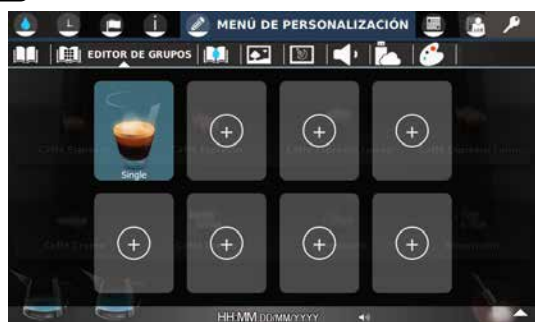 MENÚ DE PERSONALIZACIÓN
EDITOR DE GRUPOS
Single
HH:MM DD/MM/YYYY